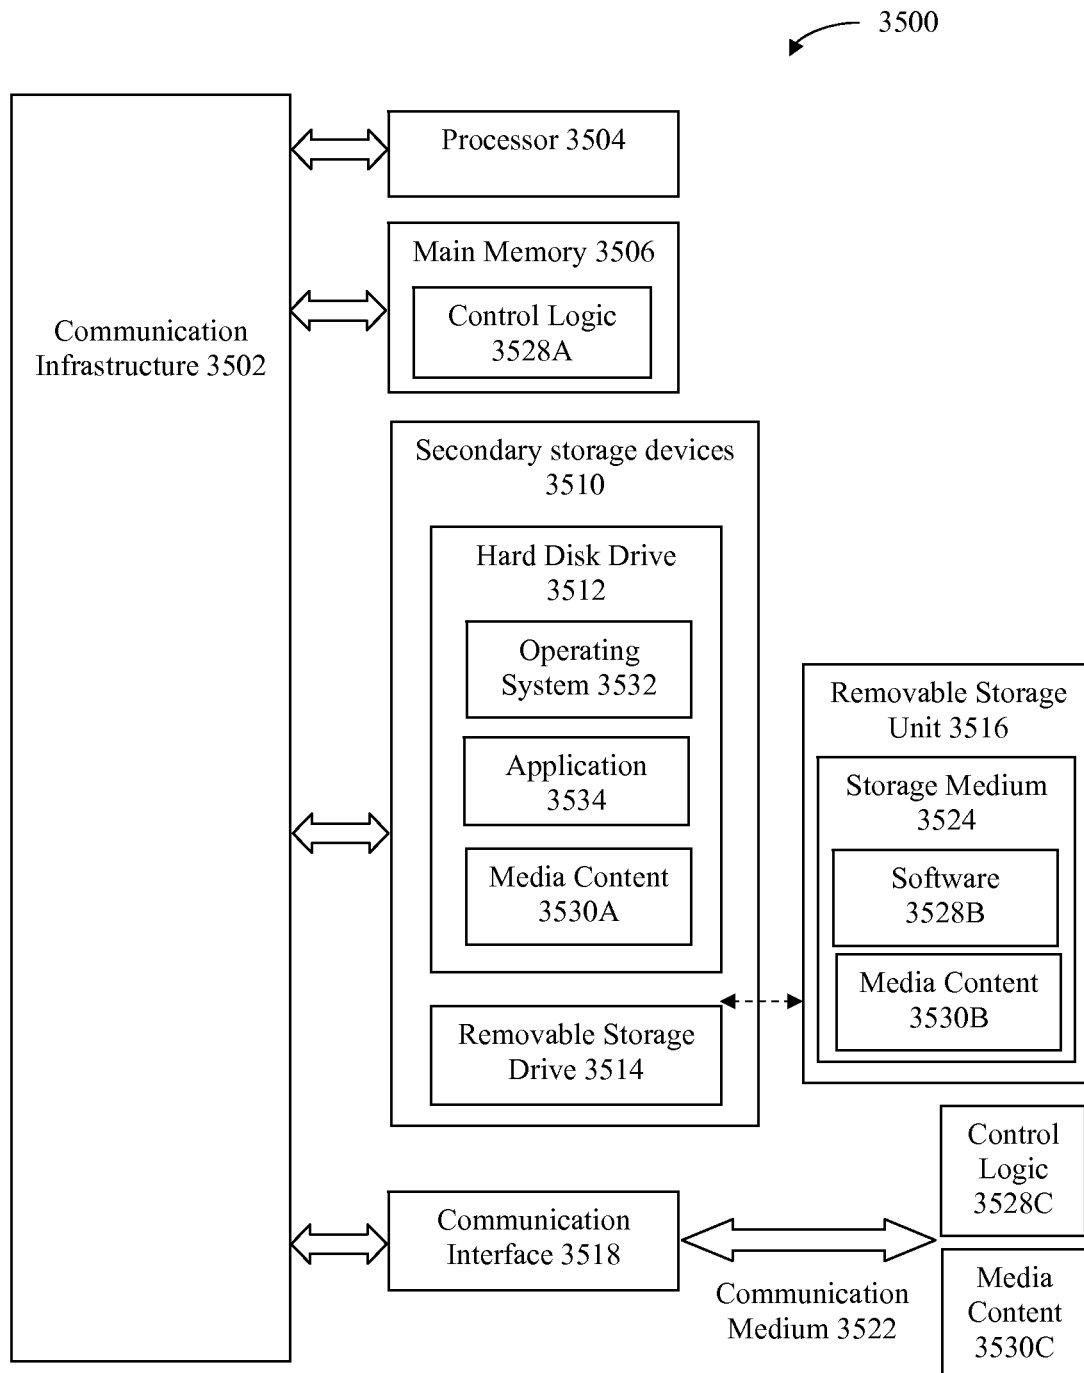 3500
Processor 3504
Main Memory 3506
Control Logic
3528A
Communication
Infrastructure 3502
Secondary storage devices
3510
Hard Disk Drive
3512
Operating
System 3532
Application
3534
Media Content
3530A
Removable Storage
Drive 3514
Removable Storage
Unit 3516
Storage Medium
3524
Software
3528B
Media Content
3530B
Communication
Interface 3518
Communication
Medium 3522
Control
Logic
3528C
Media
Content
3530C